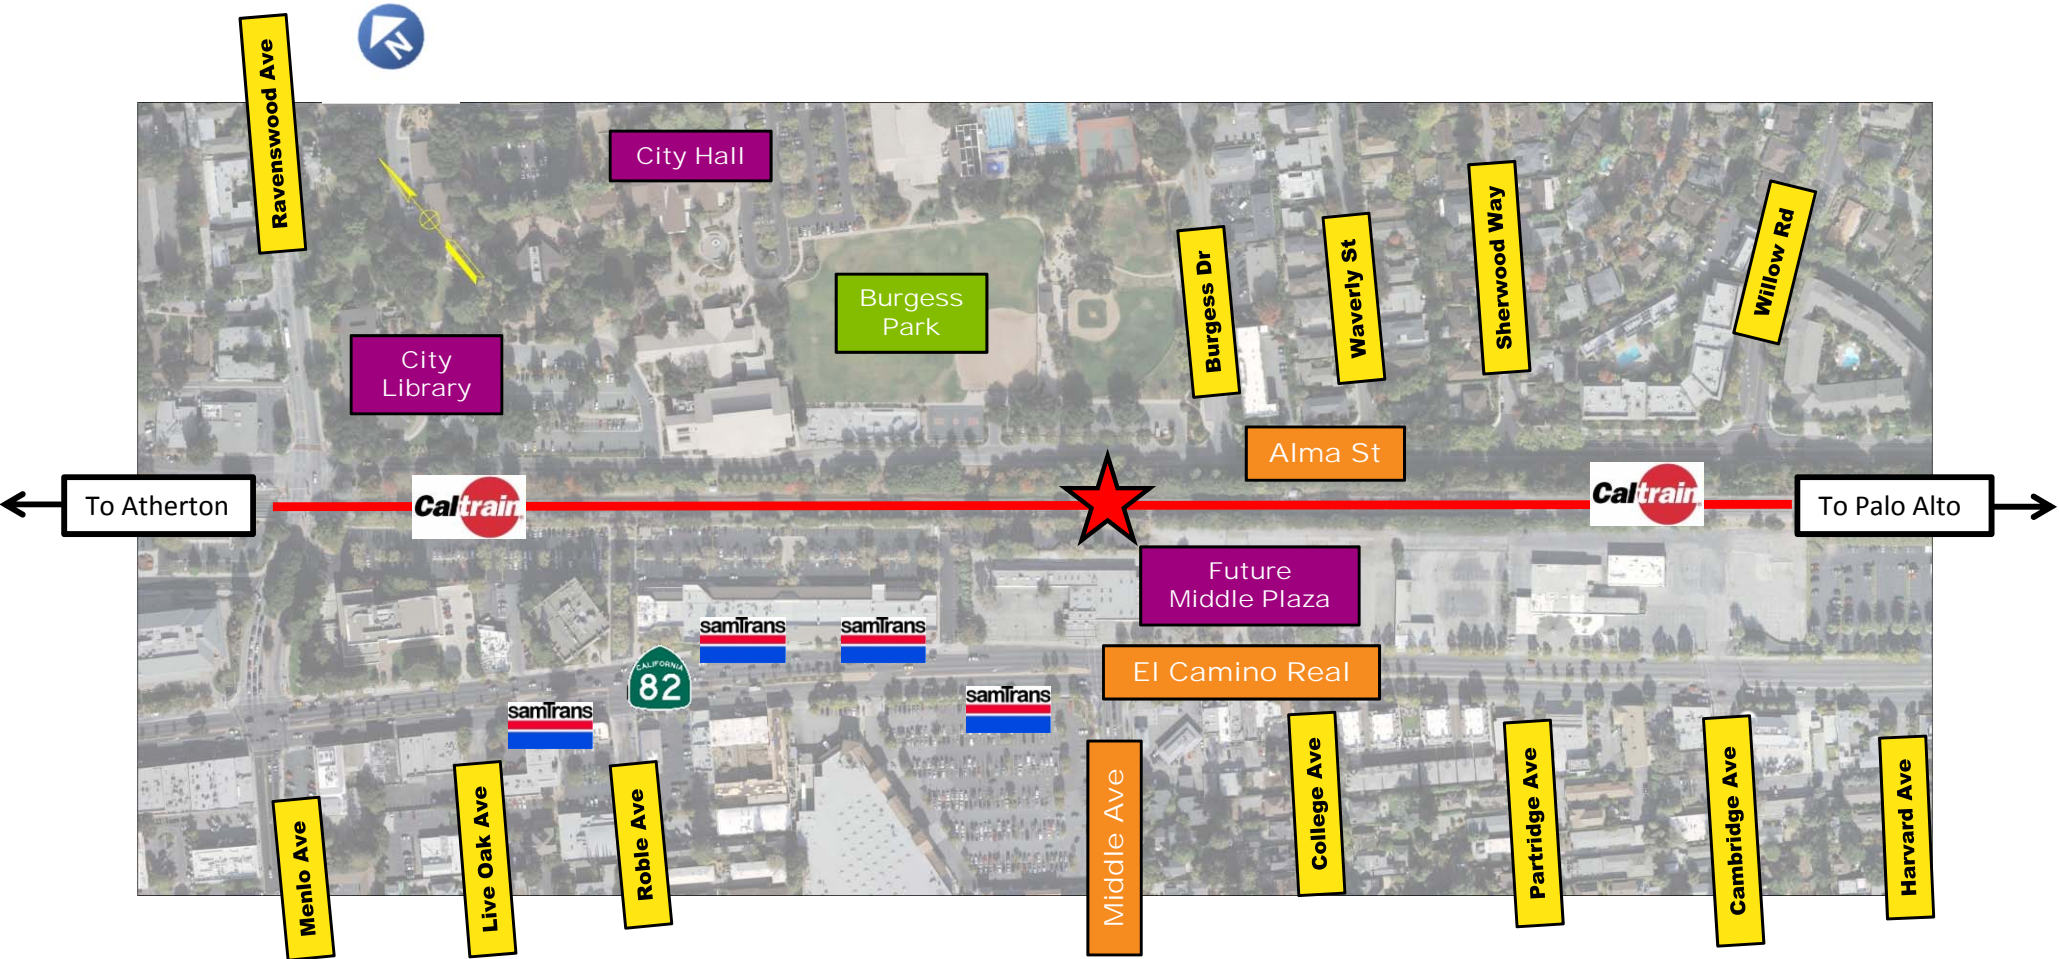 N
Ravenswood Ave
City Hall
Burgess
Park
City
Library
Burgess Dr
Waverly St
Sherwood Way
Willow Rd
Alma St
To Atherton
Caltrain
Caltrain
To Palo Alto
Future
Middle Plaza
samTrans
samTrans
CALIFORNIA
82
El Camino Real
samTrans
samTrans
Menlo Ave
Live Oak Ave
Roble Ave
Middle Ave
College Ave
Partridge Ave
Cambridge Ave
Harvard Ave